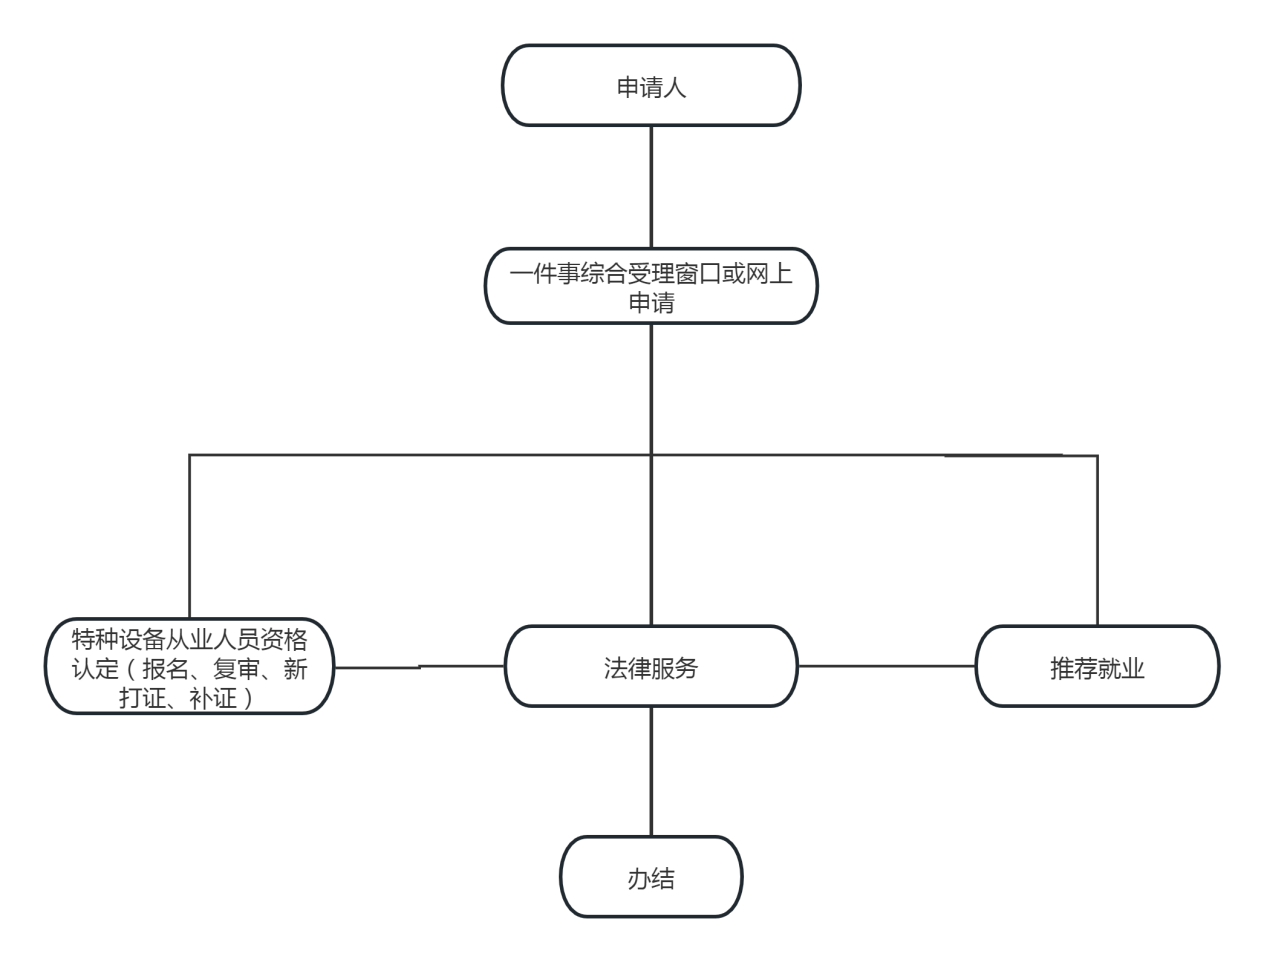 申请人
一件事综合受理窗口或网上
申请
特种设备从业人员资格
认定（报名、复审、新
打证、补证）
法律服务
推荐就业
办结